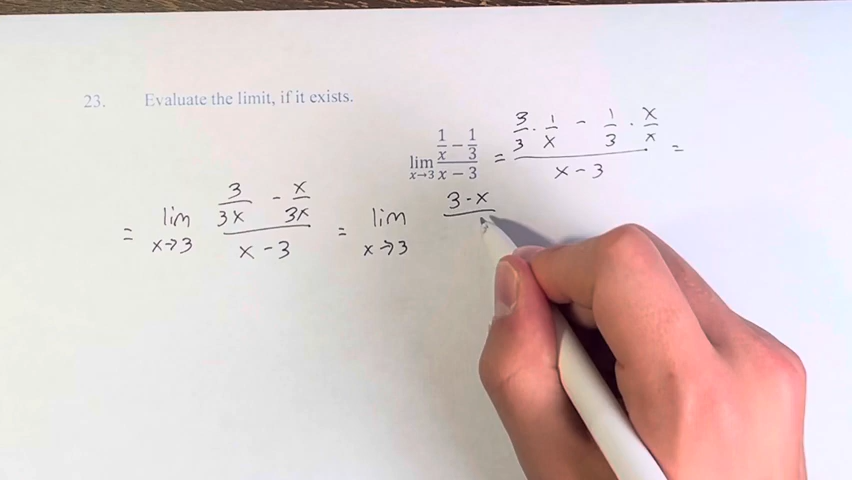 23. Evaluate the limit, if it exists.
lim x→3 (1/x − 1/3)/(x − 3) = (3/3 · 1/x − 1/3 · x/x)/(x − 3) =
= lim x→3 (3/3x − x/3x)/(x − 3) = lim x→3 3 - x